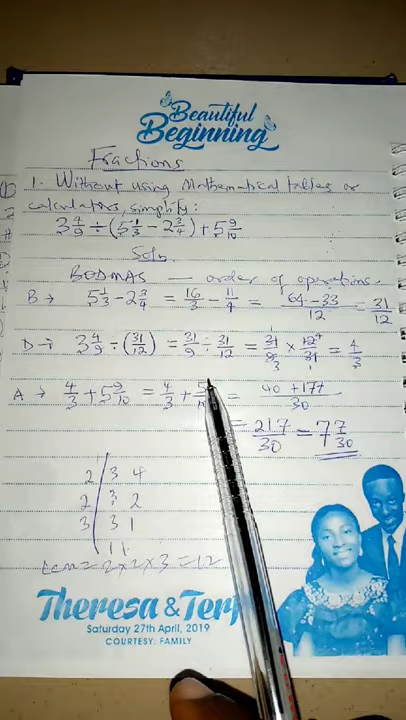 Beautiful
Beginning
Fractions
1. Without using Mathematical tables or
calculators, simplify:
3 4/9 ÷ (5 1/3 − 2 3/4) + 5 9/10
Soln
BODMAS — order of operations.
B → 5 1/3 − 2 3/4 = 16/3 − 11/4 = 64−33/12 = 31/12
D → 3 4/9 ÷ (31/12) = 31/9 ÷ 31/12 = 31/9 × 12/31 = 4/3
A → 4/3 + 5 9/10 = 4/3 + = 40+177/30
= 217/30 = 7 7/30
2 | 3 4
2 | 3 2
3 | 3 1
| 1 1
Lcm = 2×2×3 = 12
Theresa &
Saturday 27th April, 2019
COURTESY: FAMILY